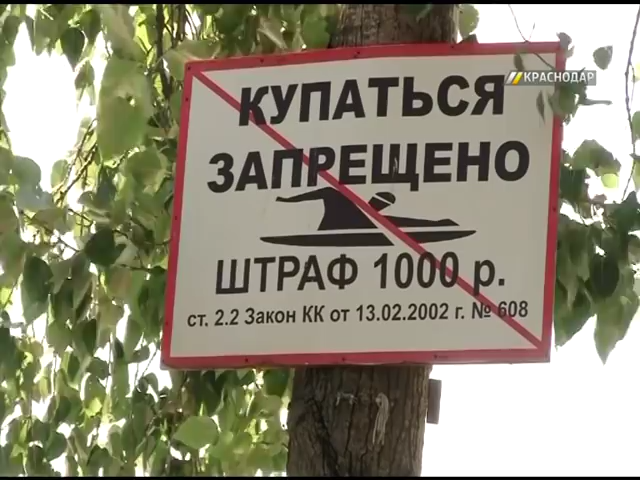 КРАСНОДАР
КУПАТЬСЯ
ЗАПРЕЩЕНО
ШТРАФ 1000 р.
ст. 2.2 Закон КК от 13.02.2002 г. № 608